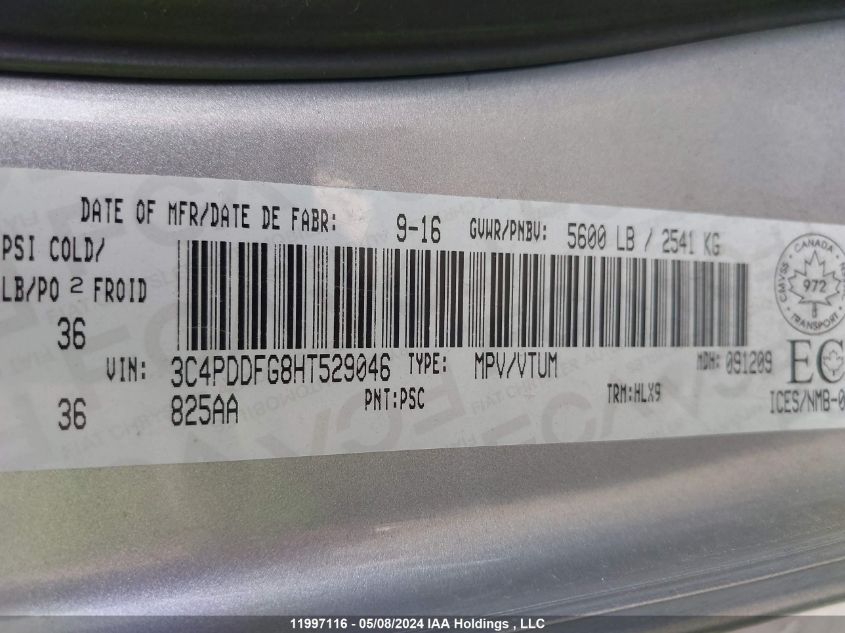 DATE OF MFR/DATE DE FABR: 9-16 GVWR/PNBV: 5600 LB / 2541 KG
PSI COLD/
LB/PO 2 FROID
36
VIN: 3C4PDDFG8HT529046 TYPE: MPV/VTUM MDH: 091209
36 825AA PNT:PSC TRM:HLX9
CANADA
CMVSS
972
TRANSPORT
EC
ICES/NMB-0
11997116 - 05/08/2024 IAA Holdings , LLC